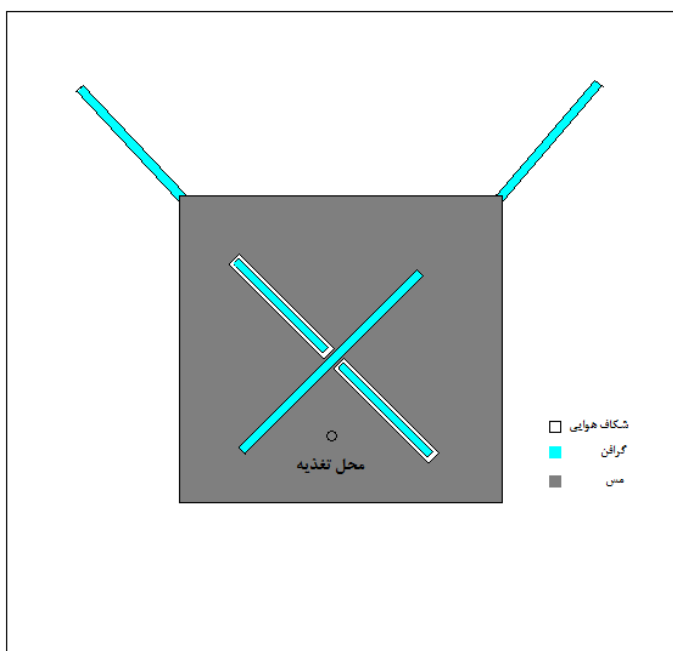 شکاف هوایی
گرافن
محل تغذیه
مس